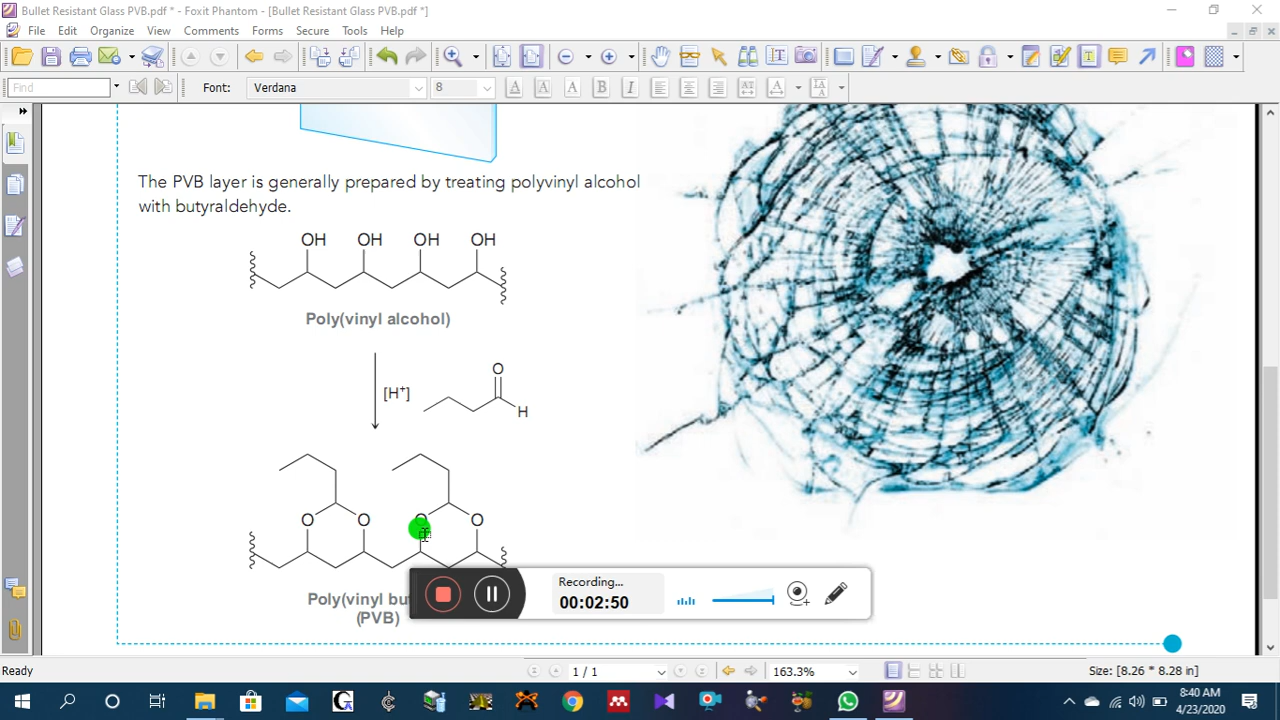 Bullet Resistant Glass PVB.pdf * - Foxit Phantom - [Bullet Resistant Glass PVB.pdf *]
File Edit Organize View Comments Forms Secure Tools Help
Find Font: Verdana 8
The PVB layer is generally prepared by treating polyvinyl alcohol
with butyraldehyde.
OH OH OH OH
Poly(vinyl alcohol)
O
[H+]
H
O O O O
Recording...
00:02:50
Poly(vinyl but
(PVB)
Ready 1 / 1 163.3% Size: [8.26 * 8.28 in]
8:40 AM
4/23/2020